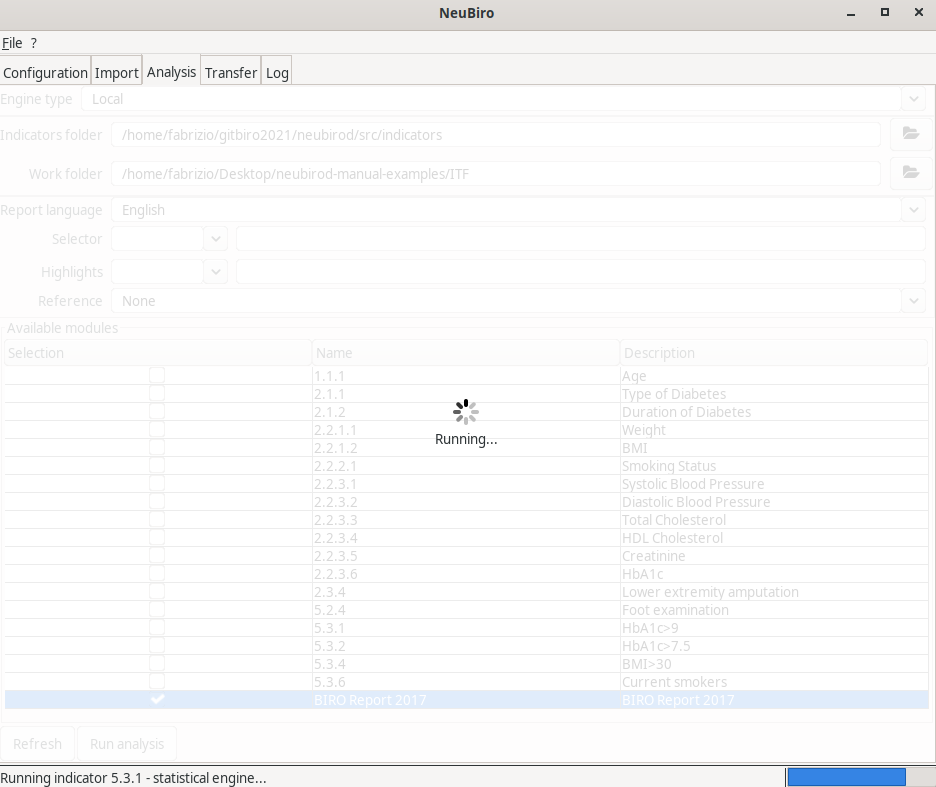 NeuBiro
File ?
Configuration Import Analysis Transfer Log
Engine type Local
Indicators folder /home/fabrizio/gitbiro2021/neubirod/src/indicators
Work folder /home/fabrizio/Desktop/neubirod-manual-examples/ITF
Report language English
Selector
Highlights
Reference None
Available modules
Selection Name Description
1.1.1 Age
2.1.1 Type of Diabetes
2.1.2 Duration of Diabetes
2.2.1.1 Weight
2.2.1.2 BMI
2.2.2.1 Smoking Status
2.2.3.1 Systolic Blood Pressure
2.2.3.2 Diastolic Blood Pressure
2.2.3.3 Total Cholesterol
2.2.3.4 HDL Cholesterol
2.2.3.5 Creatinine
2.2.3.6 HbA1c
2.3.4 Lower extremity amputation
5.2.4 Foot examination
5.3.1 HbA1c>9
5.3.2 HbA1c>7.5
5.3.4 BMI>30
5.3.6 Current smokers
BIRO Report 2017 BIRO Report 2017
Running...
Refresh Run analysis
Running indicator 5.3.1 - statistical engine...